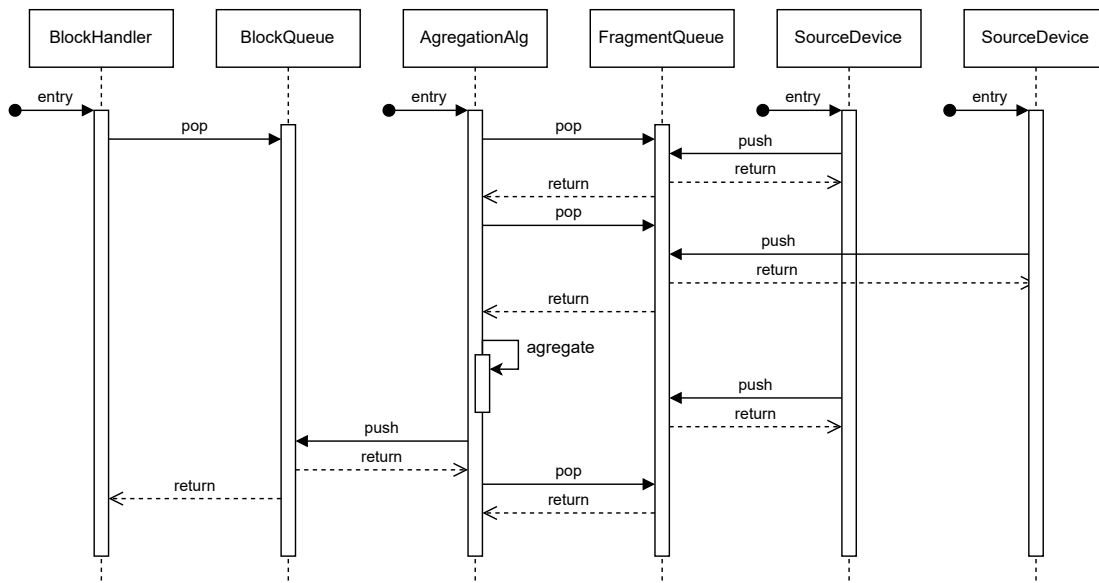 BlockHandler
BlockQueue
AgregationAlg
FragmentQueue
SourceDevice
SourceDevice
entry
entry
entry
entry
pop
pop
push
return
return
pop
push
return
return
agregate
push
return
push
return
pop
return
return